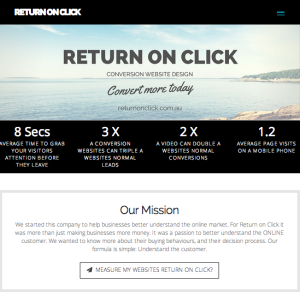 RETURN ON CLICK
RETURN ON CLICK
CONVERSION WEBSITE DESIGN
Convert more today
returnonclick.com.au
8 Secs
AVERAGE TIME TO GRAB
YOUR VISITORS
ATTENTION BEFORE
THEY LEAVE
3 X
A CONVERSION
WEBSITES CAN TRIPLE A
WEBSITES NORMAL
LEADS
2 X
A VIDEO CAN DOUBLE A
WEBSITES NORMAL
CONVERSIONS
1.2
AVERAGE PAGE VISITS
ON A MOBILE PHONE
Our Mission
We started this company to help businesses better understand the online market. For Return on Click it
was more than just making businesses more money. It was a passion to better understand the ONLINE
customer. We wanted to know more about their buying behaviours, and their decision process. Our
formula is simple: Understand the customer.
MEASURE MY WEBSITES RETURN ON CLICK?